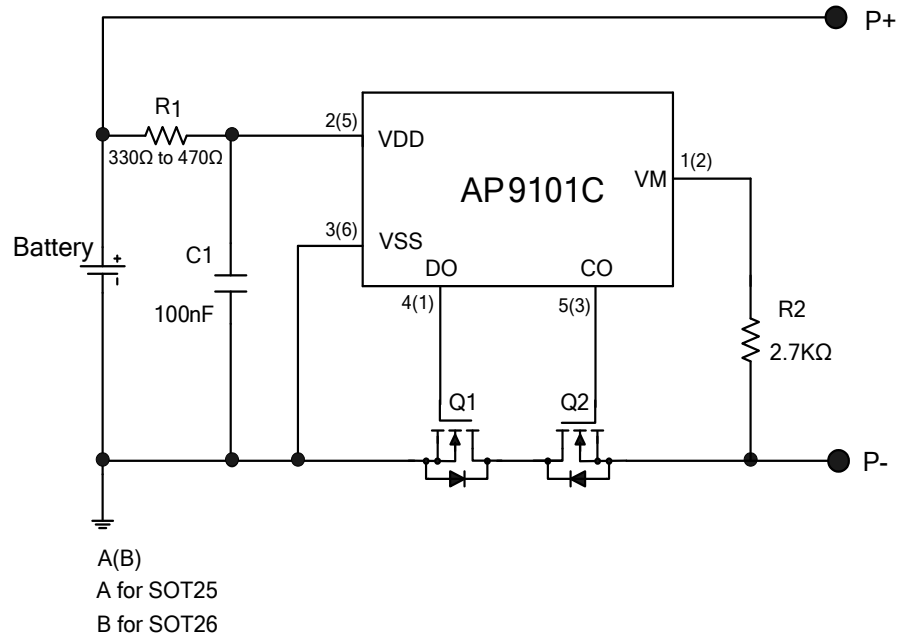 P+
R1
330Ω to 470Ω
2(5)
VDD
AP9101C
VM
1(2)
3(6)
VSS
Battery
+
-
C1
100nF
DO
CO
4(1)
5(3)
R2
2.7KΩ
Q1
Q2
P-
A(B)
A for SOT25
B for SOT26